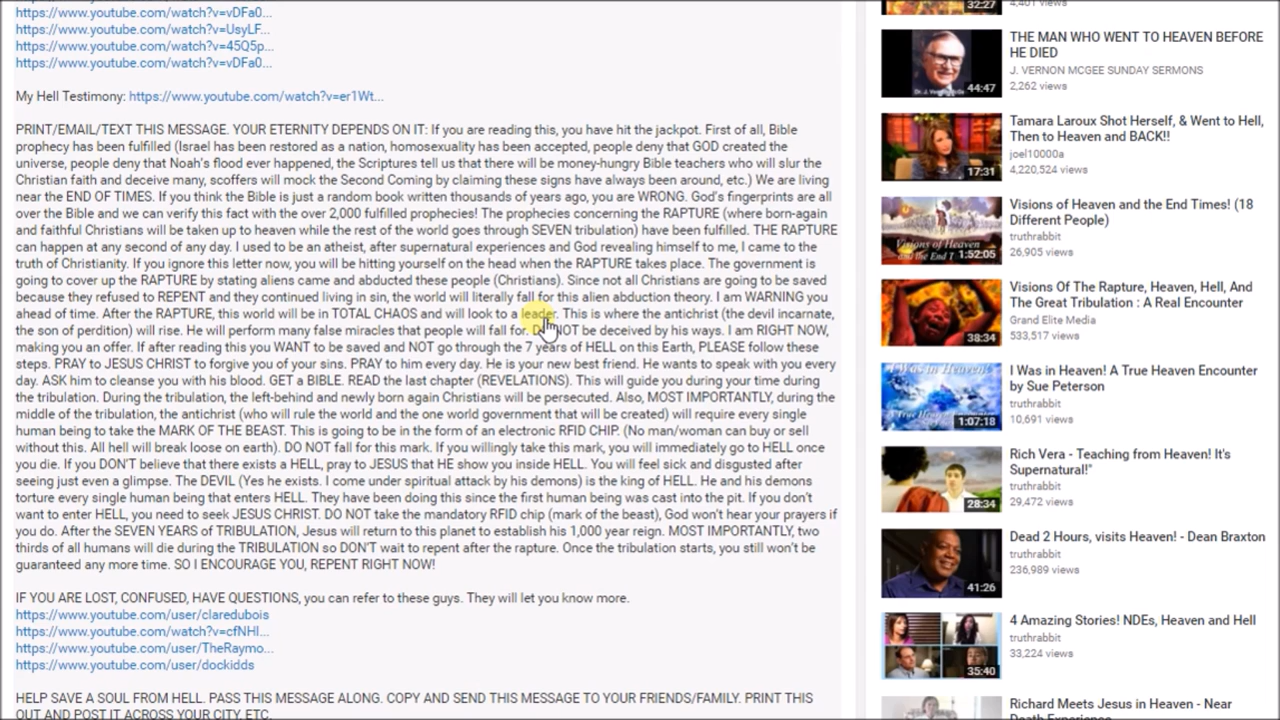 https://www.youtube.com/watch?v=vDFa0...
https://www.youtube.com/watch?v=UsyLF...
https://www.youtube.com/watch?v=45Q5p...
https://www.youtube.com/watch?v=vDFa0...
My Hell Testimony: https://www.youtube.com/watch?v=er1Wt...
PRINT/EMAIL/TEXT THIS MESSAGE. YOUR ETERNITY DEPENDS ON IT: If you are reading this, you have hit the jackpot. First of all, Bible
prophecy has been fulfilled (Israel has been restored as a nation, homosexuality has been accepted, people deny that GOD created the
universe, people deny that Noah's flood ever happened, the Scriptures tell us that there will be money-hungry Bible teachers who will slur the
Christian faith and deceive many, scoffers will mock the Second Coming by claiming these signs have always been around, etc.) We are living
near the END OF TIMES. If you think the Bible is just a random book written thousands of years ago, you are WRONG. God's fingerprints are all
over the Bible and we can verify this fact with the over 2,000 fulfilled prophecies! The prophecies concerning the RAPTURE (where born-again
and faithful Christians will be taken to heaven while the rest of the world goes through SEVEN tribulation) have been fulfilled. THE RAPTURE
can happen at any second of any day. I used to doubt it, after supernatural experiences and God revealing himself to me, I came to the
truth of Christianity. If you ignore this message, you will be hating yourself instead when the RAPTURE takes place. The government is
going to cover up the RAPTURE by stating aliens came and abducted these people (Christians). Since not all Christians are going to be saved
because they refused to REPENT and they continued living in sin, the world will literally fall for this alien abduction theory. I am WARNING you
ahead of time. After the RAPTURE, this world will be in TOTAL CHAOS and will look to a leader. This is where the antichrist (the devil incarnate,
the son of perdition) will rise. He will perform many false miracles that people will fall for. DO NOT be deceived by his ways. I am RIGHT NOW,
making you an offer. If after reading this you WANT to be saved and NOT go through the 7 years of HELL on this Earth, PLEASE follow these
steps. PRAY to JESUS CHRIST. REPENT of your sins. PRAY to him every day. He is your new best friend. He wants to speak with you every
day. ASK him to cleanse you with his blood. GET a BIBLE. READ the last chapter (REVELATIONS). This will guide you during your time during
the tribulation. During the tribulation, the left-behind and newly born again Christians will be persecuted. Also, MOST IMPORTANTLY, during the
middle of the tribulation, the antichrist (who will rule the world and the one world government that will be created) will require every single
human being to take the MARK OF THE BEAST. This is going to be in the form of an electronic RFID CHIP. (No man/woman can buy or sell
without this. All hell will break loose on earth). DO NOT fall for this mark. If you willingly take this mark, you will immediately go to HELL once
you die. If you DON'T believe that there exists a HELL, pray to JESUS that HE show you inside HELL. You will feel sick and disgusted after
seeing just even a glimpse. The DEVIL (yeah he exists. I come under spiritual attack by his demons) is the king of HELL. He and his demons
torture every single human being that enters HELL. They have been doing this since the first human being was cast into the pit. If you don't
want to enter HELL, you need to seek JESUS right now. If you take the mandatory RFID chip (mark of the beast), God won't hear your prayers if
you do. After the SEVEN YEARS of TRIBULATION, Jesus will return to this planet to establish his 1,000 year reign. MOST IMPORTANTLY, two
thirds of all humans will die during the TRIBULATION so DON'T wait to repent after the rapture. Once the tribulation starts, you still won't be
guaranteed any more time. SO I ENCOURAGE YOU, REPENT RIGHT NOW!
IF YOU ARE LOST, CONFUSED, HAVE QUESTIONS, you can refer to these guys. They will let you know more.
https://www.youtube.com/user/claredubois
https://www.youtube.com/watch?v=cfNHI...
https://www.youtube.com/user/TheRaymo...
https://www.youtube.com/user/dockidds
HELP SAVE A SOUL FROM HELL. PASS THIS MESSAGE ALONG. COPY AND SEND THIS MESSAGE TO YOUR FRIENDS/FAMILY. PRINT THIS
OUT AND POST IT ACROSS YOUR CITY, ETC.
32:27
4,401 views
THE MAN WHO WENT TO HEAVEN BEFORE
HE DIED
J. VERNON MCGEE SUNDAY SERMONS
2,262 views
44:47
Tamara Laroux Shot Herself, & Went to Hell,
Then to Heaven and BACK!!
joel10000a
4,220,524 views
17:31
Visions of Heaven and the End Times! (18
Different People)
truthrabbit
26,905 views
Visions of Heaven
and the End T
1:52:05
Visions Of The Rapture, Heaven, Hell, And
The Great Tribulation : A Real Encounter
Grand Elite Media
533,517 views
38:34
I Was in Heaven! A True Heaven Encounter
by Sue Peterson
truthrabbit
10,691 views
I Was in Heaven!
1:07:18
Rich Vera - Teaching from Heaven! It's
Supernatural!"
truthrabbit
29,472 views
28:34
Dead 2 Hours, visits Heaven! - Dean Braxton
truthrabbit
236,989 views
41:26
4 Amazing Stories! NDEs, Heaven and Hell
truthrabbit
33,224 views
35:40
Richard Meets Jesus in Heaven - Near
Death Experience